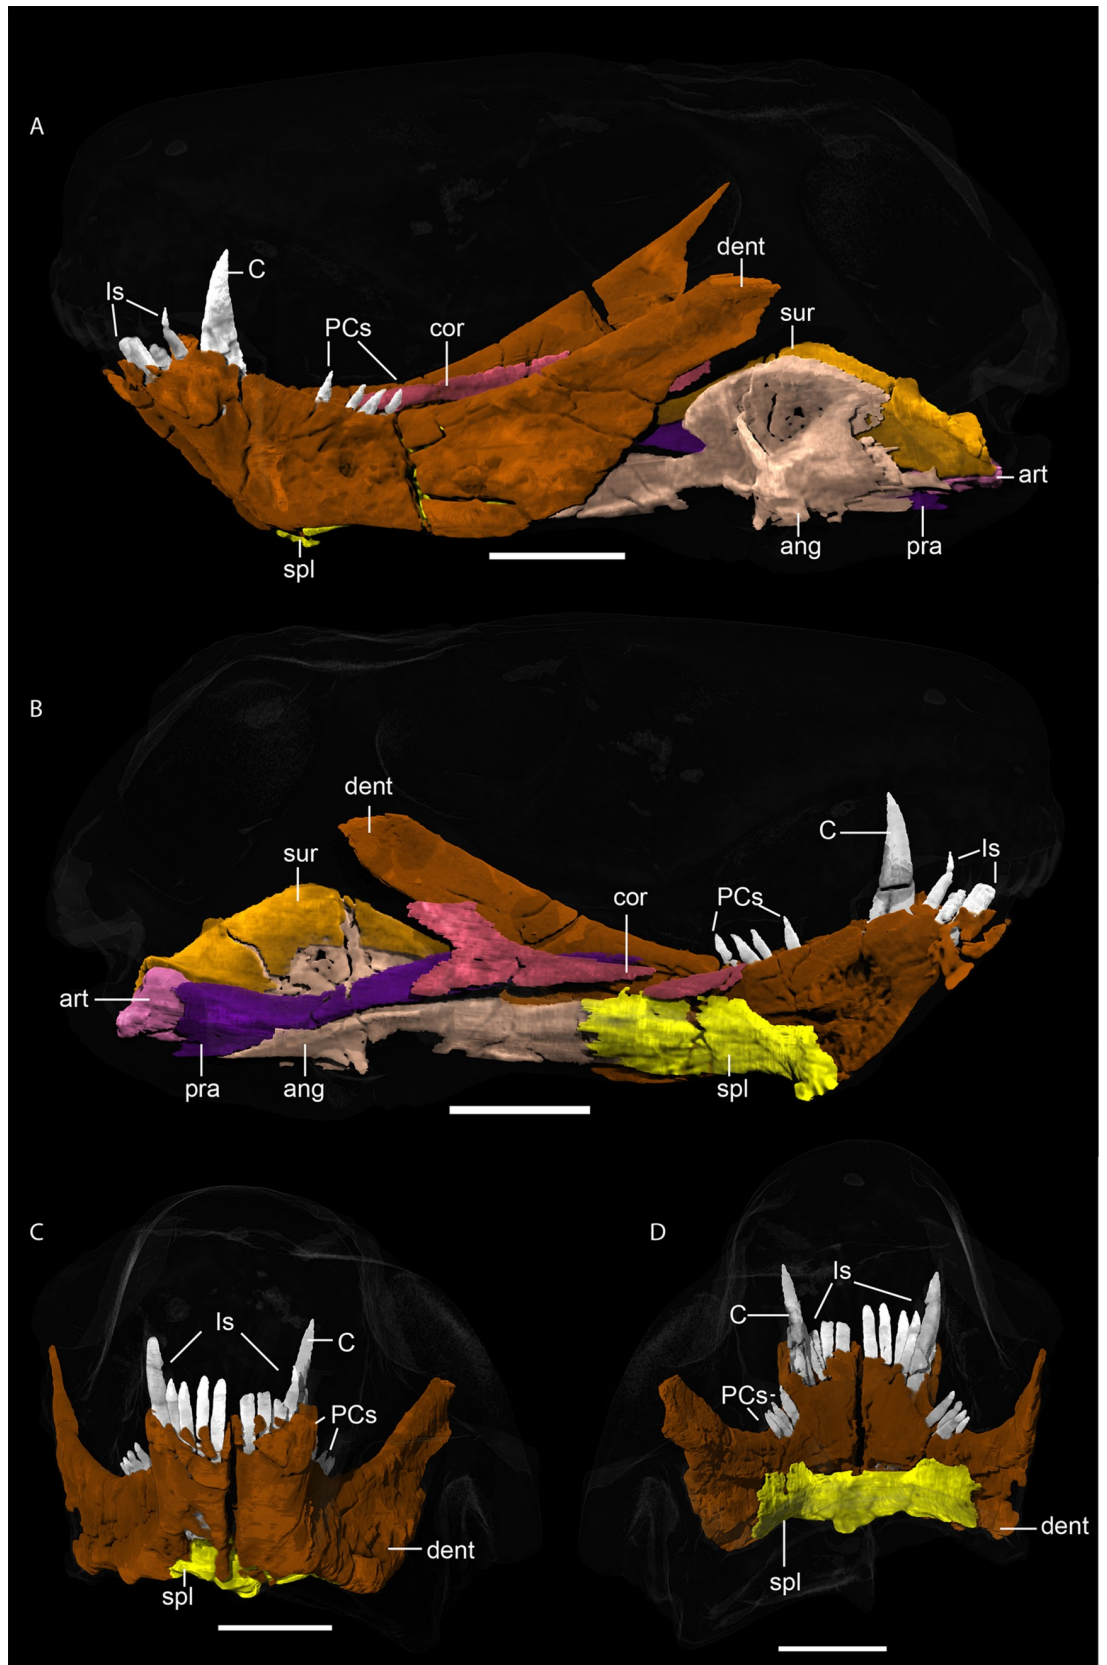 A
Is
C
PCs
cor
dent
sur
art
ang
pra
spl
B
dent
sur
C
Is
PCs
cor
art
pra
ang
spl
C
Is
C
PCs
dent
spl
D
Is
C
PCs
dent
spl